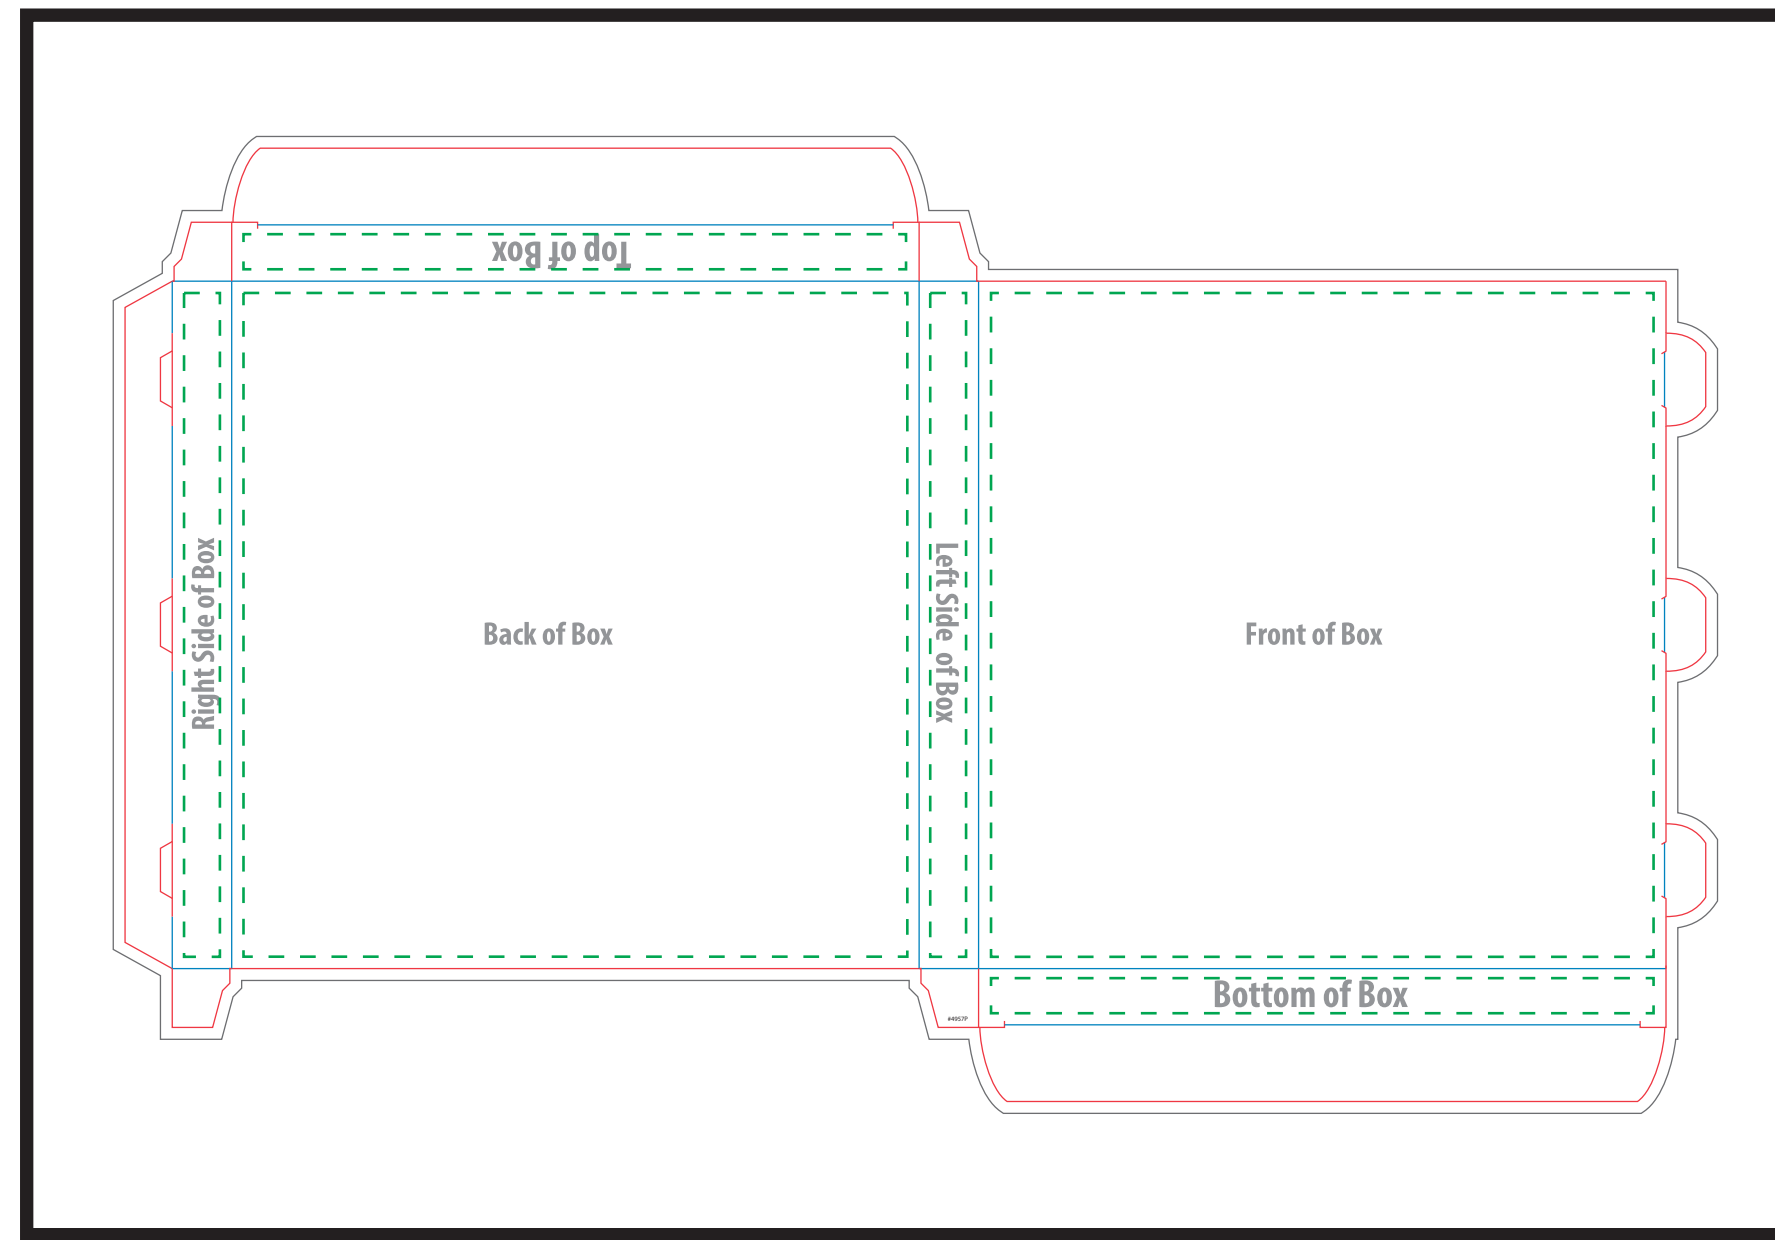 Top of Box
Right Side of Box
Back of Box
Left Side of Box
Front of Box
Bottom of Box
#4957P